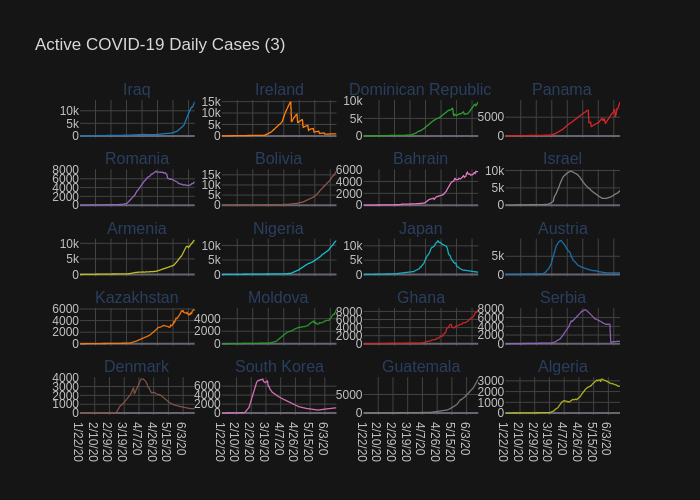 Active COVID-19 Daily Cases (3)
Iraq
Ireland
Dominican Republic
Panama
10k
5k
0
15k
10k
5k
0
10k
5k
0
5000
0
Romania
Bolivia
Bahrain
Israel
8000
6000
4000
2000
0
15k
10k
5k
0
6000
4000
2000
0
10k
5k
0
Armenia
Nigeria
Japan
Austria
10k
5k
0
10k
5k
0
10k
5k
0
5k
0
Kazakhstan
Moldova
Ghana
Serbia
6000
4000
2000
0
4000
2000
0
8000
6000
4000
2000
0
8000
6000
4000
2000
0
Denmark
South Korea
Guatemala
Algeria
4000
3000
2000
1000
0
6000
4000
2000
0
5000
0
3000
2000
1000
0
1/22/20
2/10/20
2/29/20
3/19/20
4/7/20
4/26/20
5/15/20
6/3/20
1/22/20
2/10/20
2/29/20
3/19/20
4/7/20
4/26/20
5/15/20
6/3/20
1/22/20
2/10/20
2/29/20
3/19/20
4/7/20
4/26/20
5/15/20
6/3/20
1/22/20
2/10/20
2/29/20
3/19/20
4/7/20
4/26/20
5/15/20
6/3/20